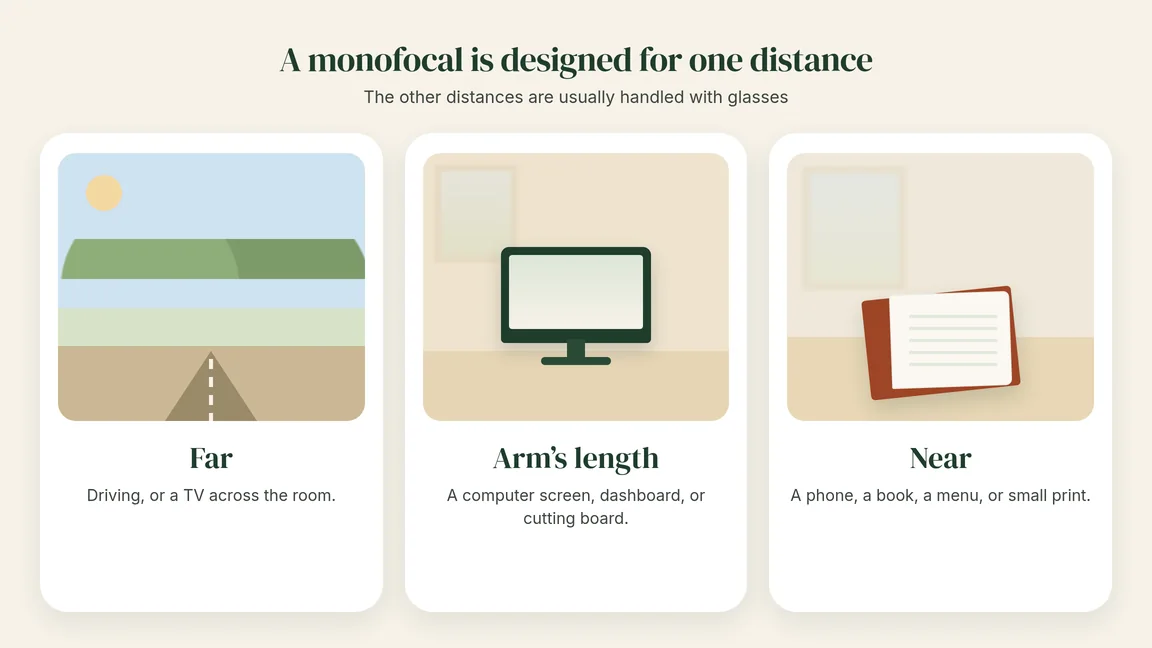 A monofocal is designed for one distance
The other distances are usually handled with glasses
Far
Driving, or a TV across the room.
Arm’s length
A computer screen, dashboard, or
cutting board.
Near
A phone, a book, a menu, or small print.